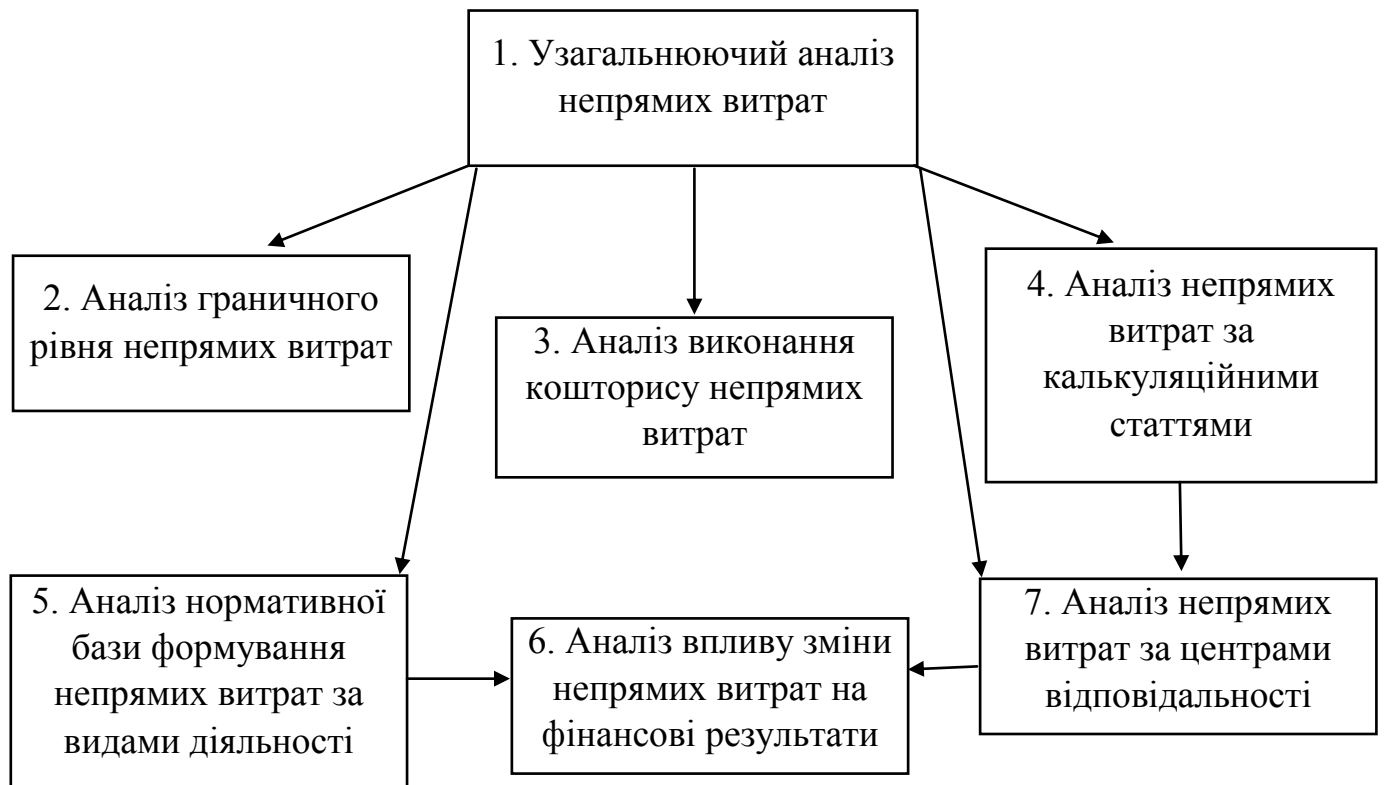 1. Узагальнюючий аналіз
непрямих витрат
2. Аналіз граничного
рівня непрямих витрат
3. Аналіз виконання
кошторису непрямих
витрат
4. Аналіз непрямих
витрат за
калькуляційними
статтями
5. Аналіз нормативної
бази формування
непрямих витрат за
видами діяльності
6. Аналіз впливу зміни
непрямих витрат на
фінансові результати
7. Аналіз непрямих
витрат за центрами
відповідальності